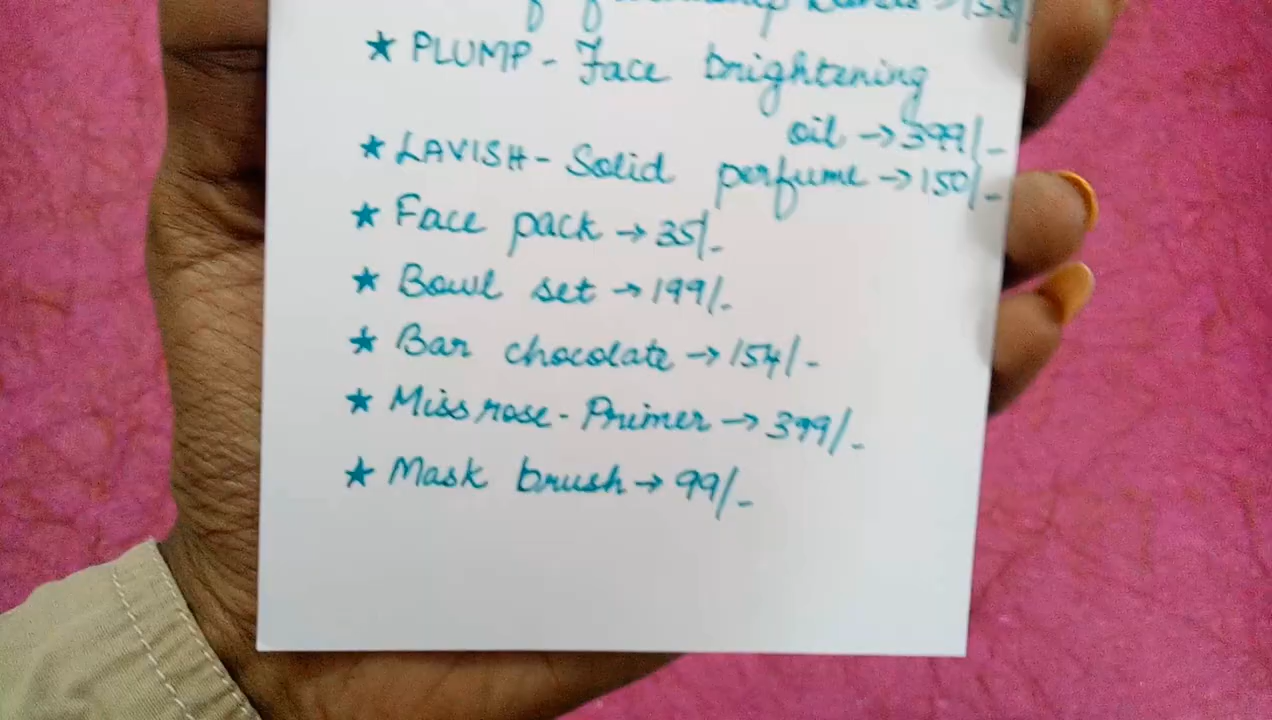 ★ PLUMP - Face brightening
oil → 399/-
★ LAVISH - Solid perfume → 150/-
★ Face pack → 35/-
★ Bowl set → 199/-
★ Bar chocolate → 154/-
★ Miss rose - Primer → 399/-
★ Mask brush → 99/-